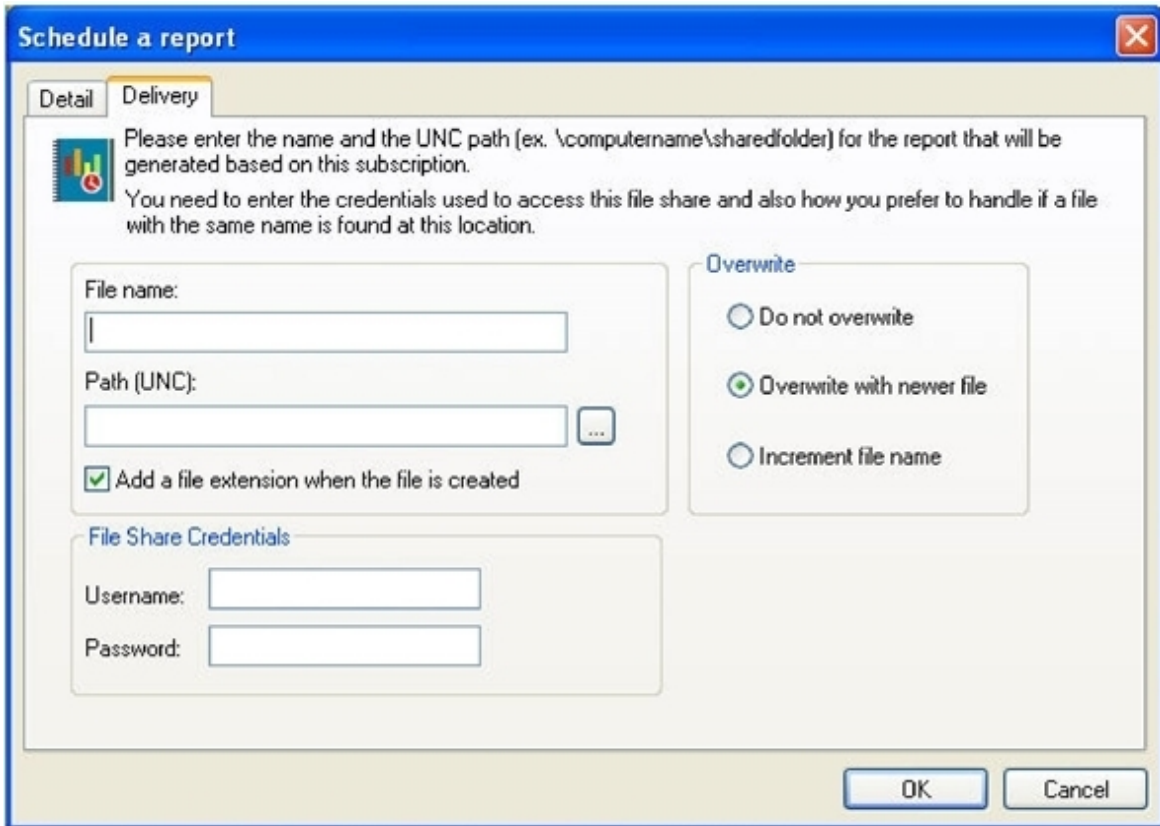 Schedule a report
Detail
Delivery
Please enter the name and the UNC path (ex. \computername\sharedfolder) for the report that will be
generated based on this subscription.
You need to enter the credentials used to access this file share and also how you prefer to handle if a file
with the same name is found at this location.
File name:
Path (UNC):
...
Add a file extension when the file is created
Overwrite
Do not overwrite
Overwrite with newer file
Increment file name
File Share Credentials
Username:
Password:
OK
Cancel